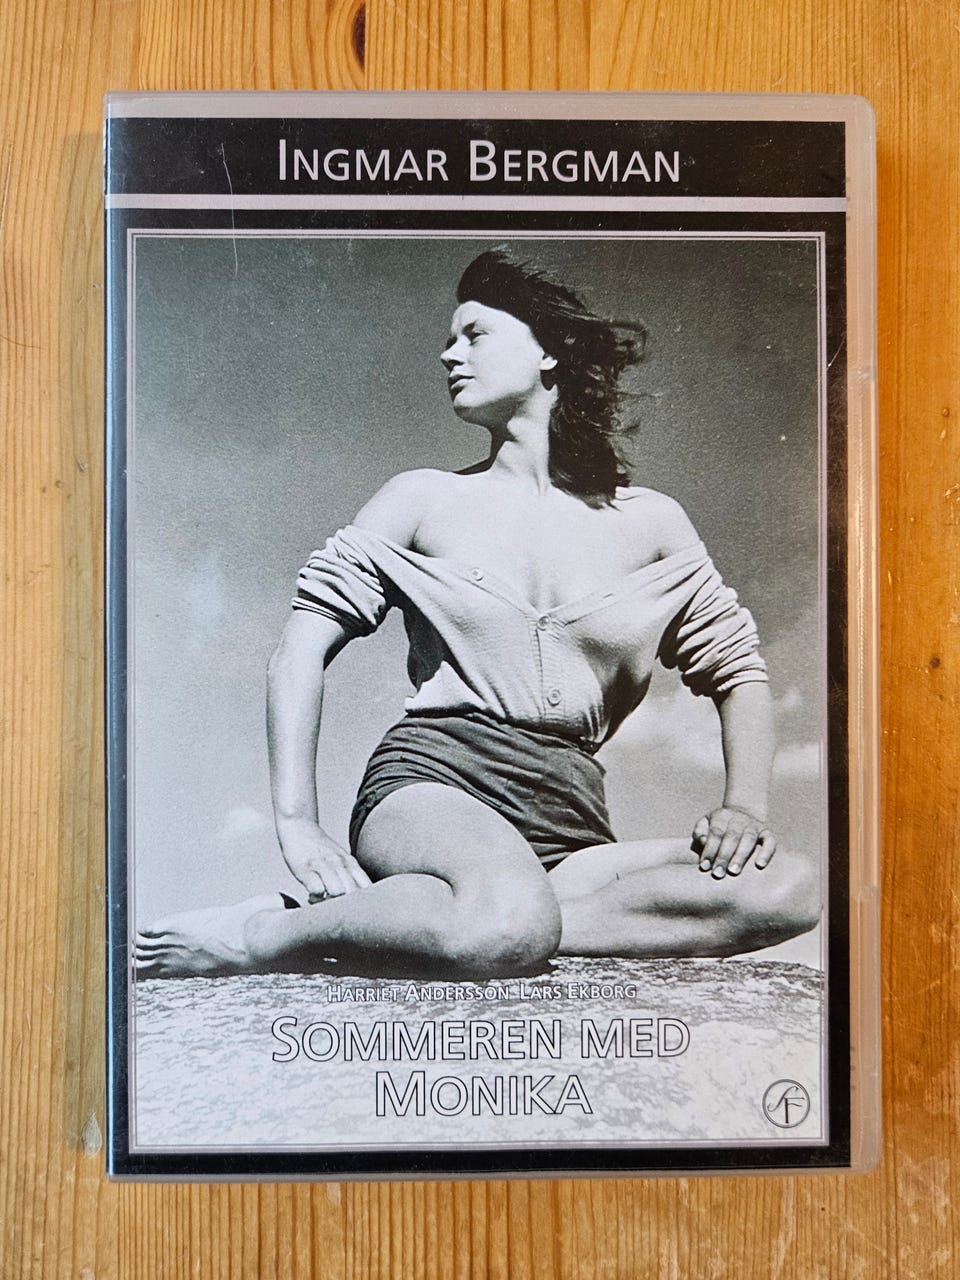 INGMAR BERGMAN
HARRIET ANDERSSON LARS EKBORG
SOMMEREN MED
MONIKA
SF